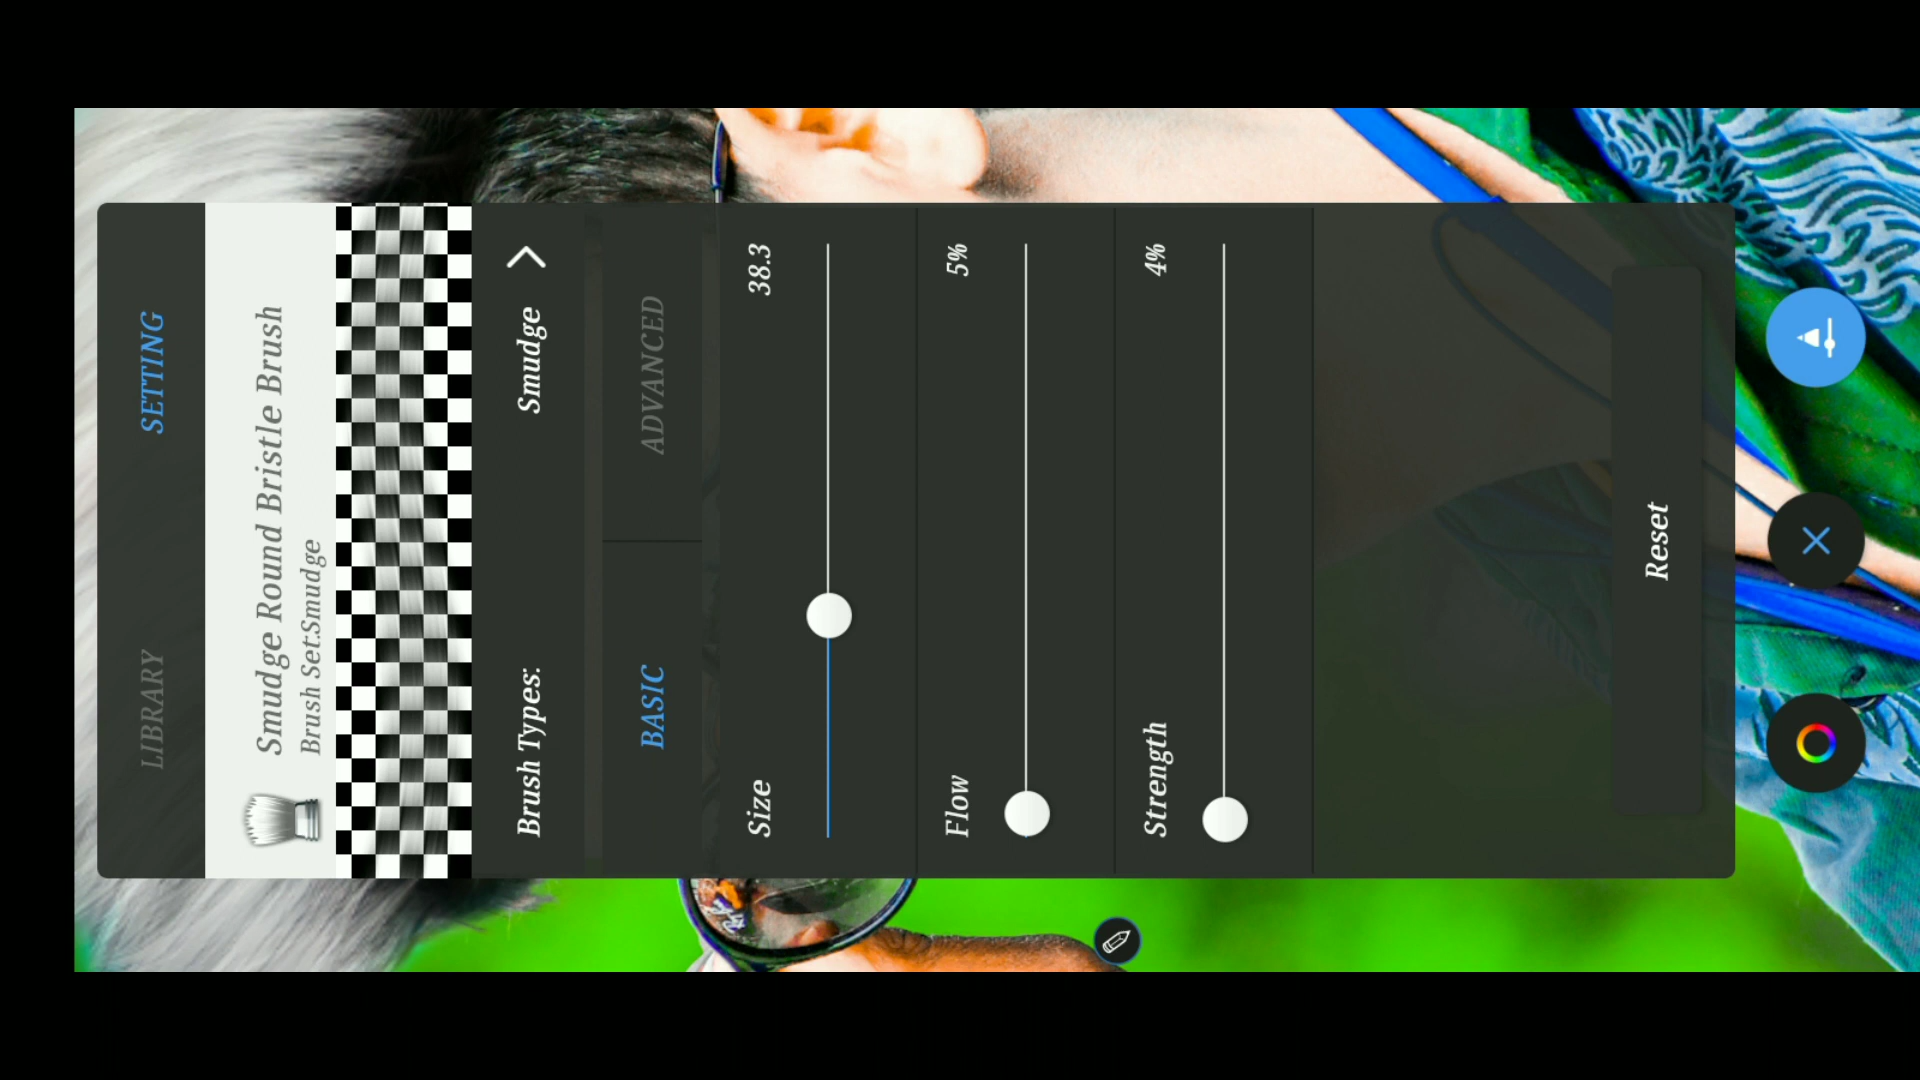 LIBRARY SETTING
Smudge Round Bristle Brush
Brush Set:Smudge
Brush Types: Smudge
BASIC ADVANCED
Size 38.3
Flow 5%
Strength 4%
Reset